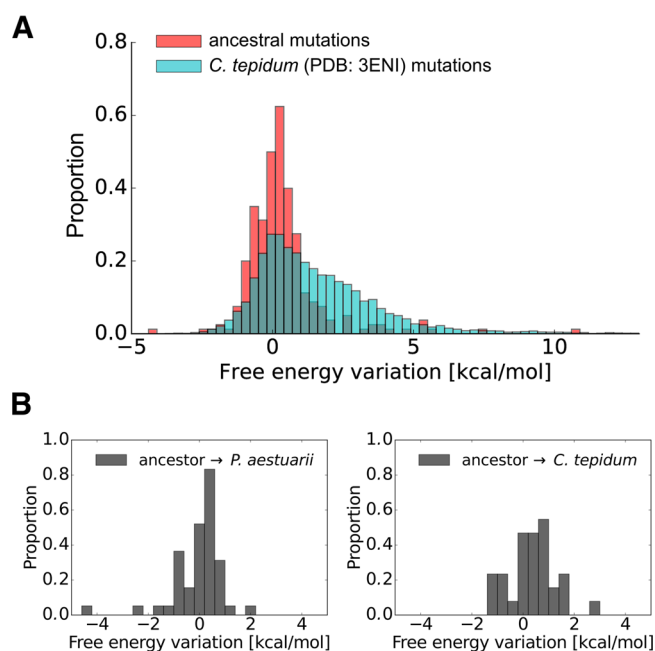 A
ancestral mutations
C. tepidum (PDB: 3ENI) mutations
0.8
0.6
0.4
0.2
0.0
Proportion
−5
0
5
10
Free energy variation [kcal/mol]
B
ancestor → P. aestuarii
1.0
0.8
0.6
0.4
0.2
0.0
Proportion
−4
−2
0
2
4
Free energy variation [kcal/mol]
ancestor → C. tepidum
1.0
0.8
0.6
0.4
0.2
0.0
Proportion
−4
−2
0
2
4
Free energy variation [kcal/mol]